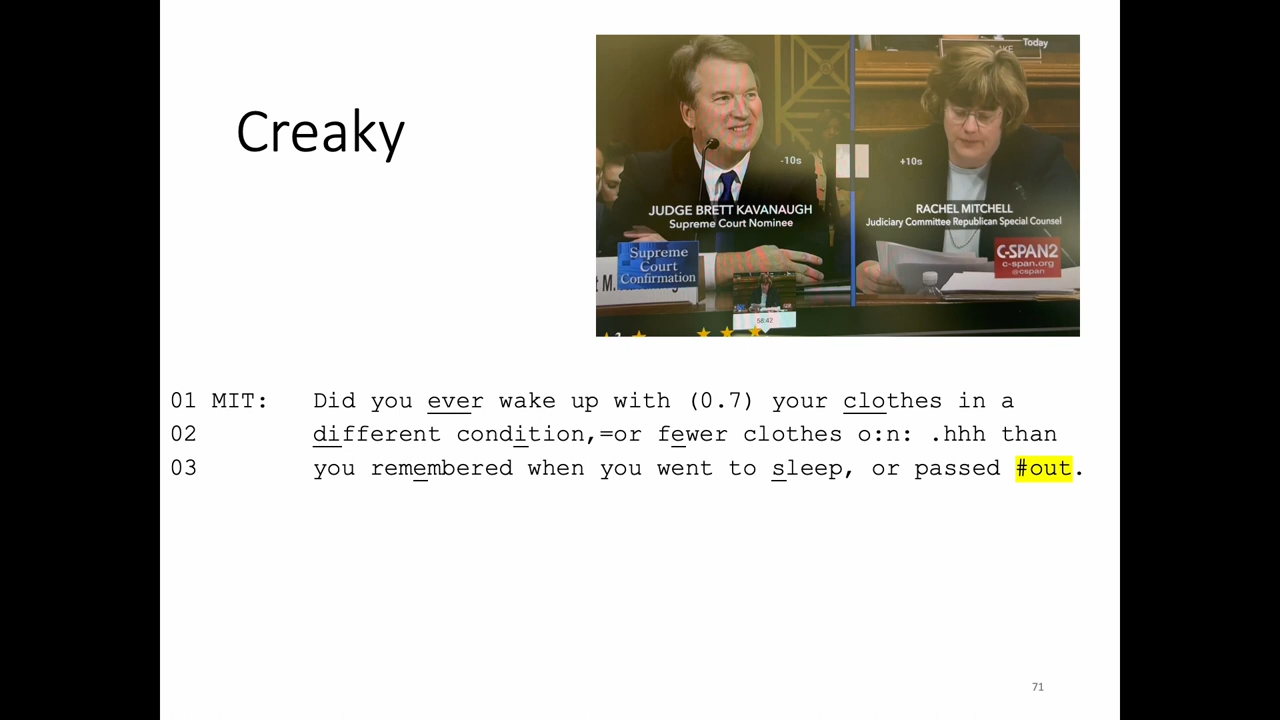 Creaky
Today
-10s
+10s
JUDGE BRETT KAVANAUGH
Supreme Court Nominee
RACHEL MITCHELL
Judiciary Committee Republican Special Counsel
Supreme
Court
Confirmation
C-SPAN2
c-span.org
@cspan
58:42
01 MIT: Did you ever wake up with (0.7) your clothes in a
02 different condition,=or fewer clothes o:n: .hhh than
03 you remembered when you went to sleep, or passed #out.
71